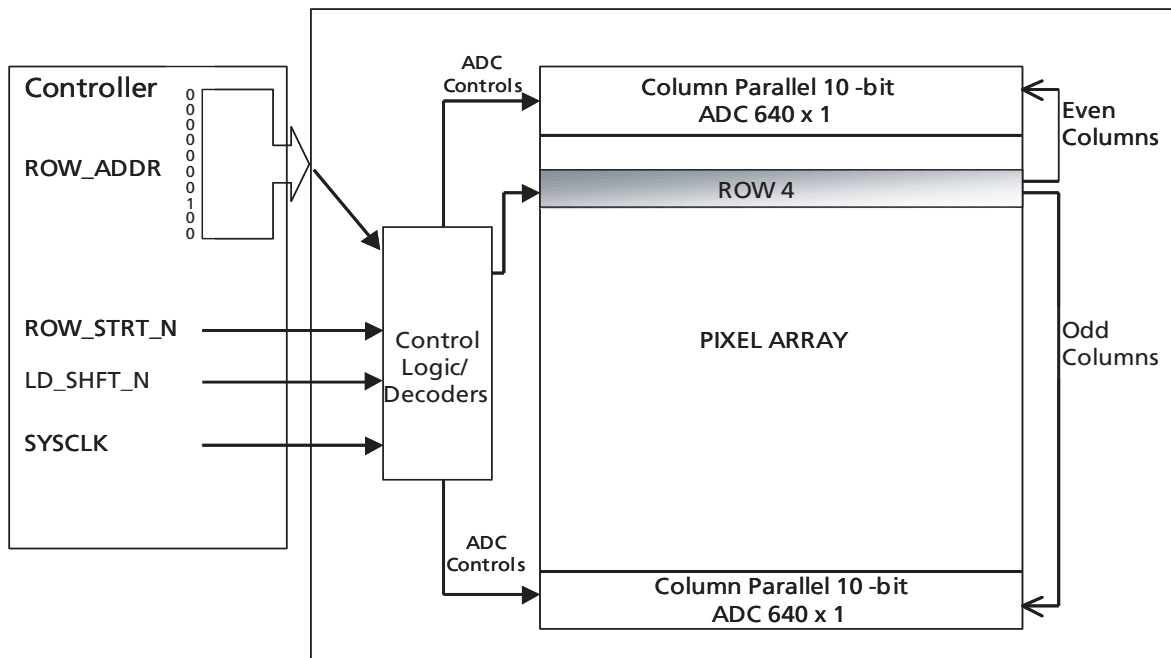 Controller
ROW_ADDR
0
0
0
0
0
0
0
1
0
0
ROW_STRT_N
LD_SHFT_N
SYSCLK
Control
Logic/
Decoders
ADC
Controls
Column Parallel 10 -bit
ADC 640 x 1
Even
Columns
ROW 4
PIXEL ARRAY
Odd
Columns
ADC
Controls
Column Parallel 10 -bit
ADC 640 x 1